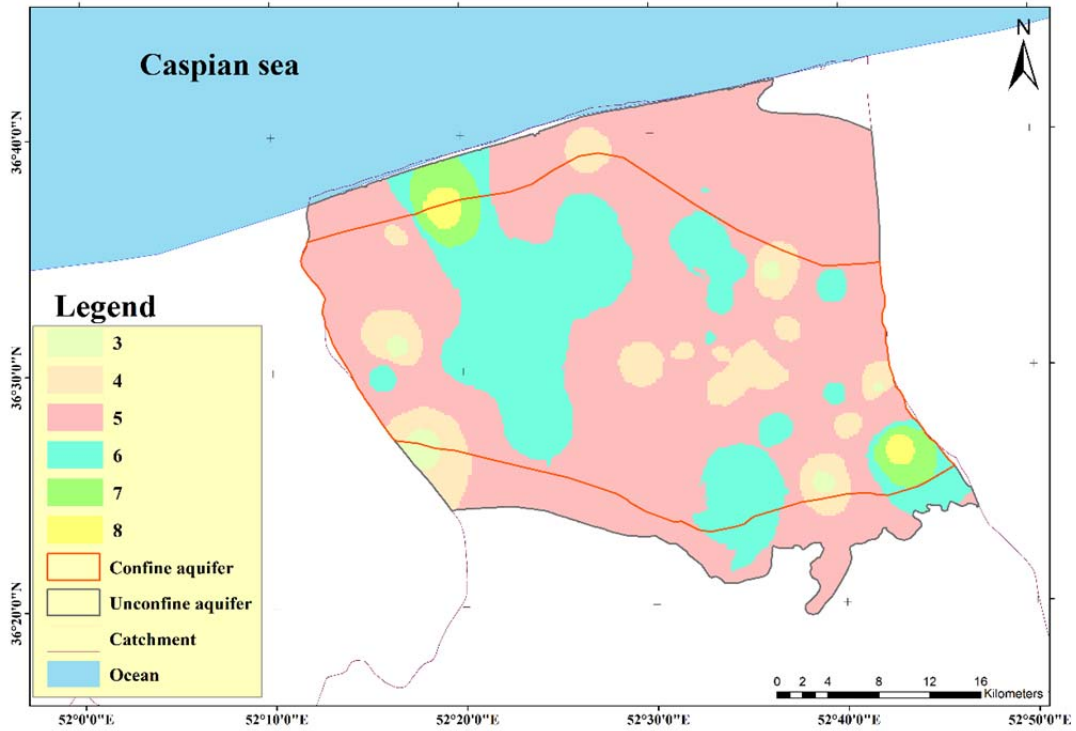 N
Caspian sea
36°40'0"N
36°30'0"N
36°20'0"N
Legend
3
4
5
6
7
8
Confine aquifer
Unconfine aquifer
Catchment
Ocean
0 2 4 8 12 16
Kilometers
52°0'0"E 52°10'0"E 52°20'0"E 52°30'0"E 52°40'0"E 52°50'0"E